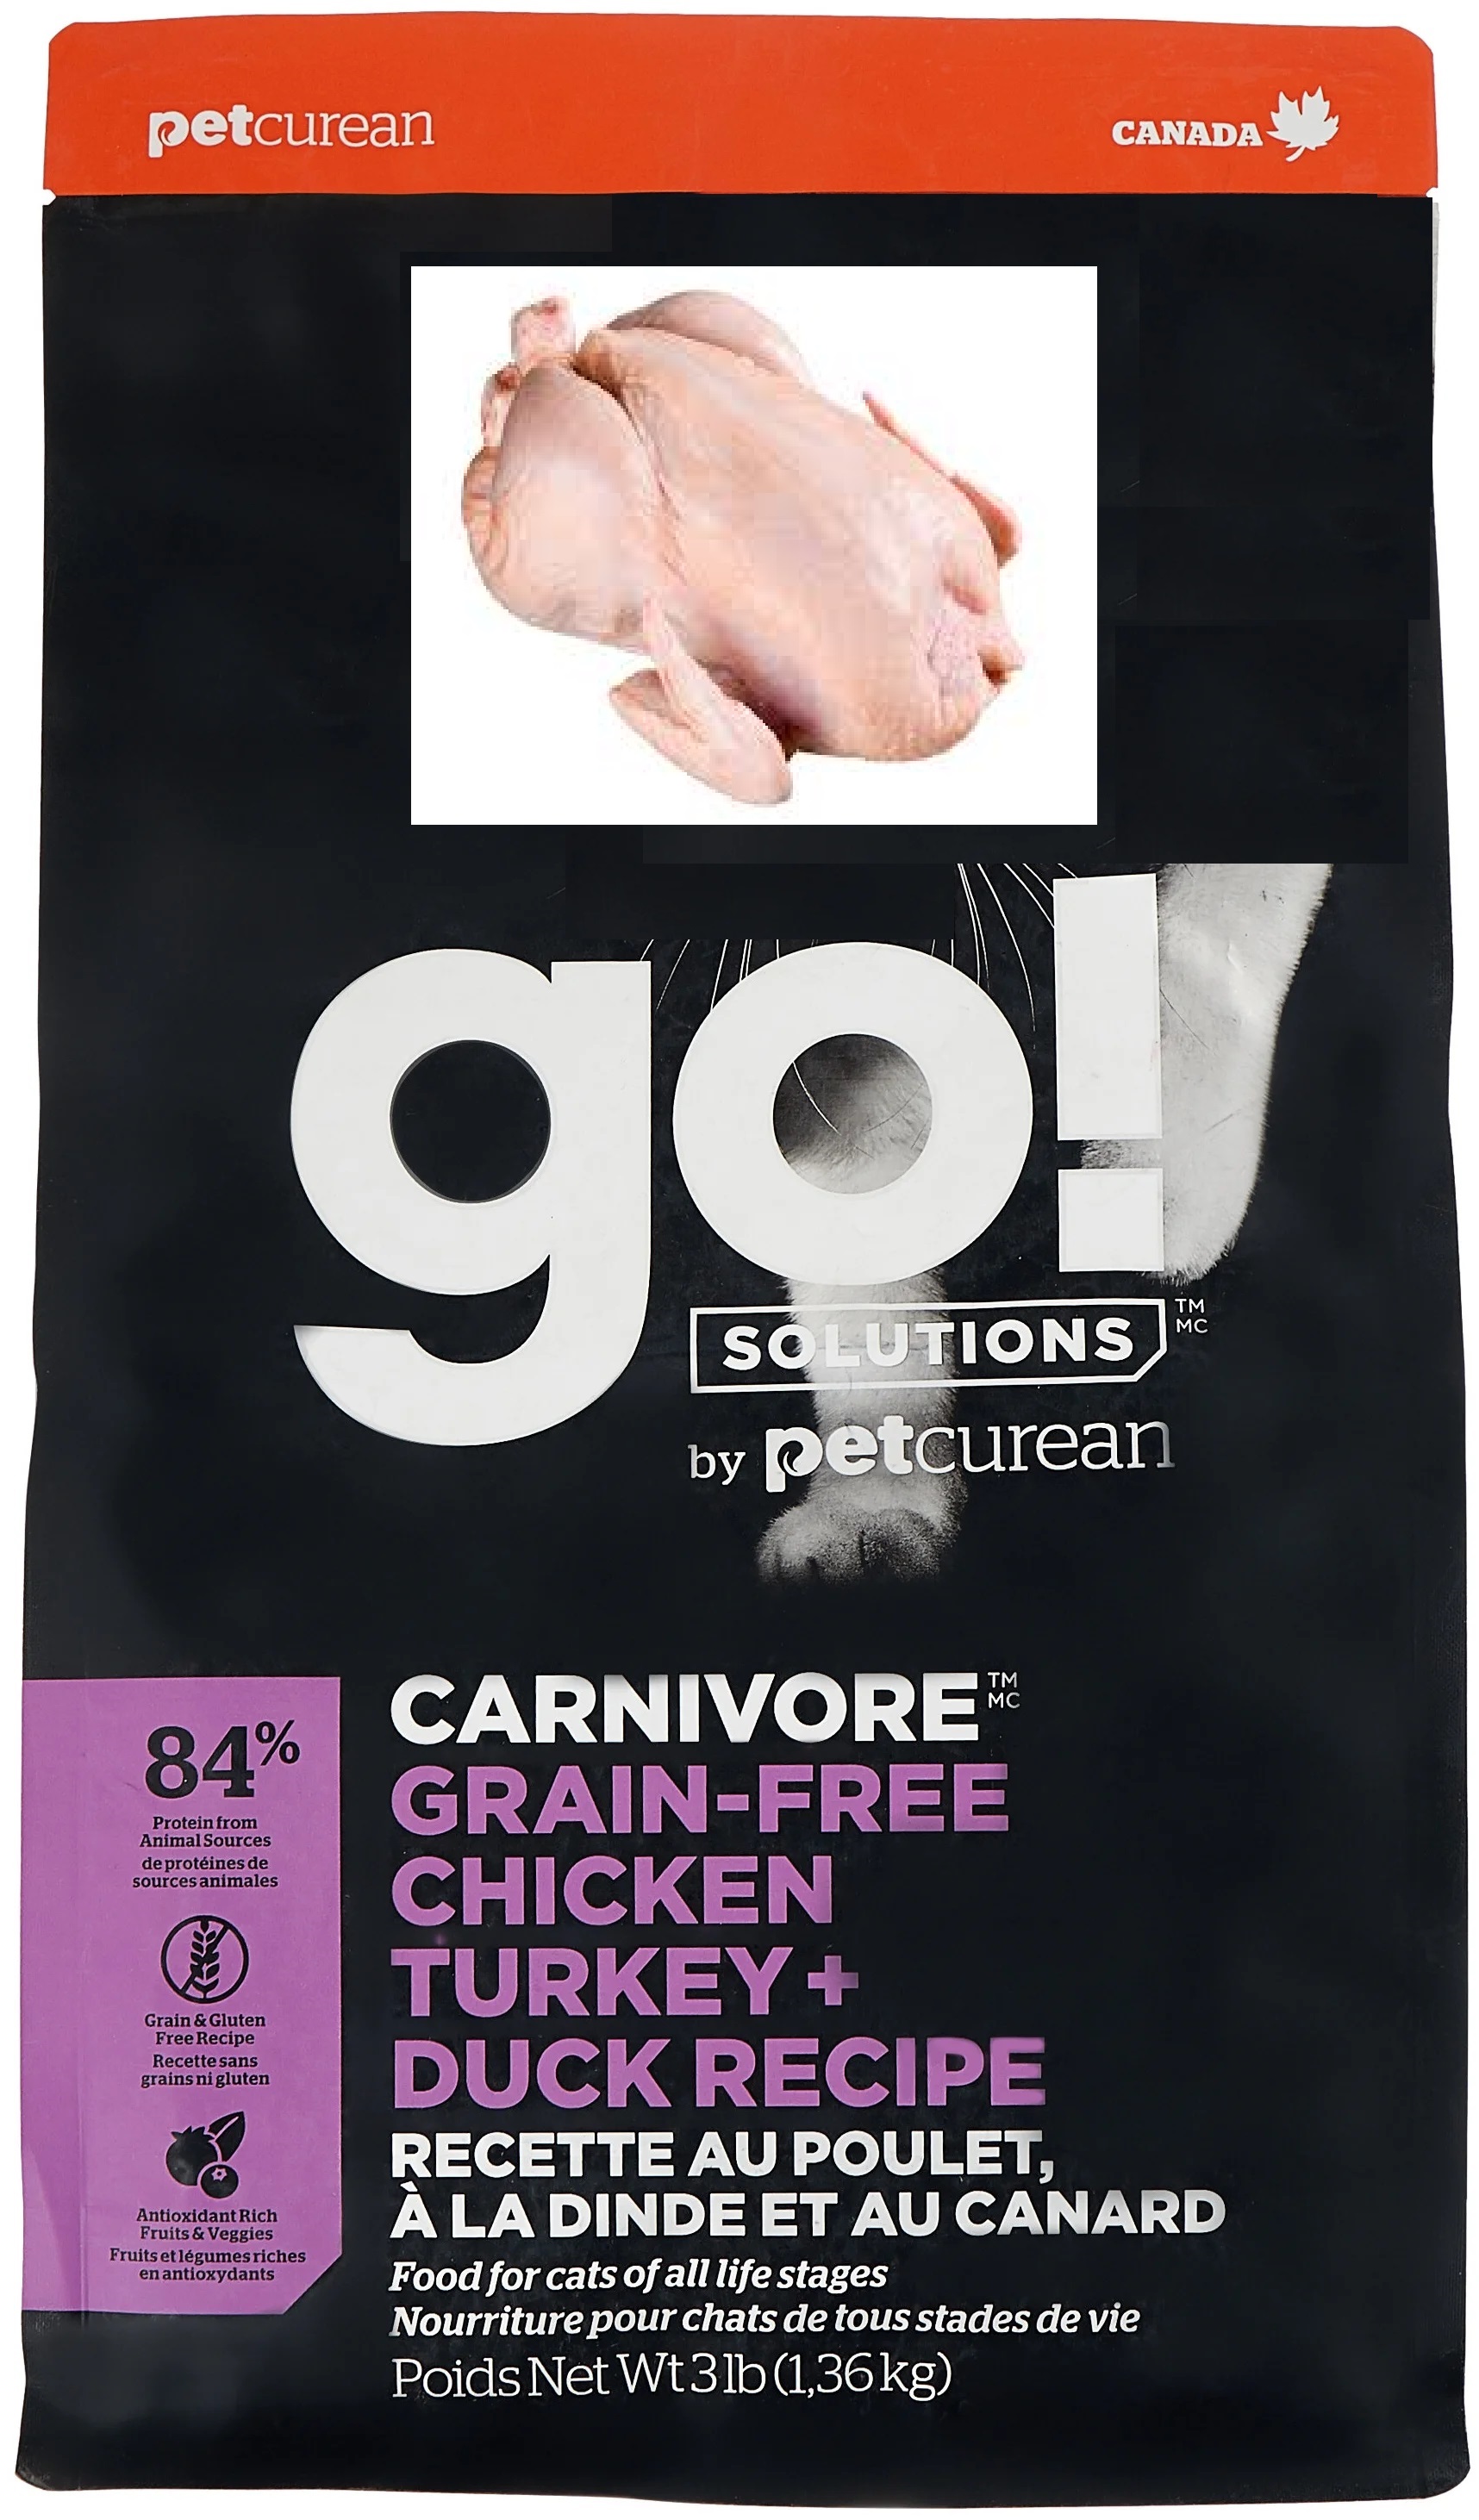 petcurean
CANADA
go!
SOLUTIONS
TM
MC
by petcurean
CARNIVORE
TM
MC
GRAIN-FREE
CHICKEN
TURKEY +
DUCK RECIPE
RECETTE AU POULET,
À LA DINDE ET AU CANARD
Food for cats of all life stages
Nourriture pour chats de tous stades de vie
Poids Net Wt 3 lb (1,36 kg)
84%
Protein from
Animal Sources
de protéines de
sources animales
Grain & Gluten
Free Recipe
Recette sans
grains ni gluten
Antioxidant Rich
Fruits & Veggies
Fruits et légumes riches
en antioxydants